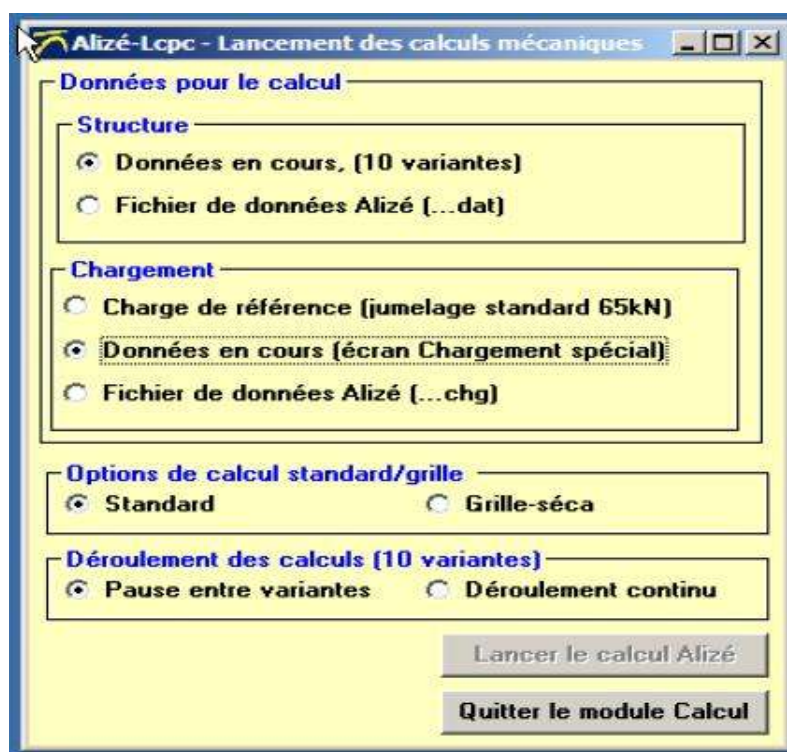 Alizé-Lcpc - Lancement des calculs mécaniques
Données pour le calcul
Structure
Données en cours, (10 variantes)
Fichier de données Alizé (...dat)
Chargement
Charge de référence (jumelage standard 65kN)
Données en cours (écran Chargement spécial)
Fichier de données Alizé (...chg)
Options de calcul standard/grille
Standard Grille-séca
Déroulement des calculs (10 variantes)
Pause entre variantes Déroulement continu
Lancer le calcul Alizé
Quitter le module Calcul